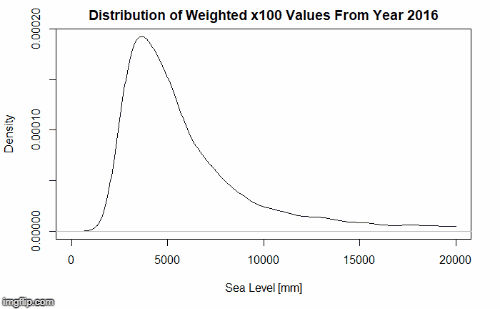 Distribution of Weighted x100 Values From Year 2016
Density
0.00020
0.00010
0.00000
0 5000 10000 15000 20000
Sea Level [mm]
imgflip.com